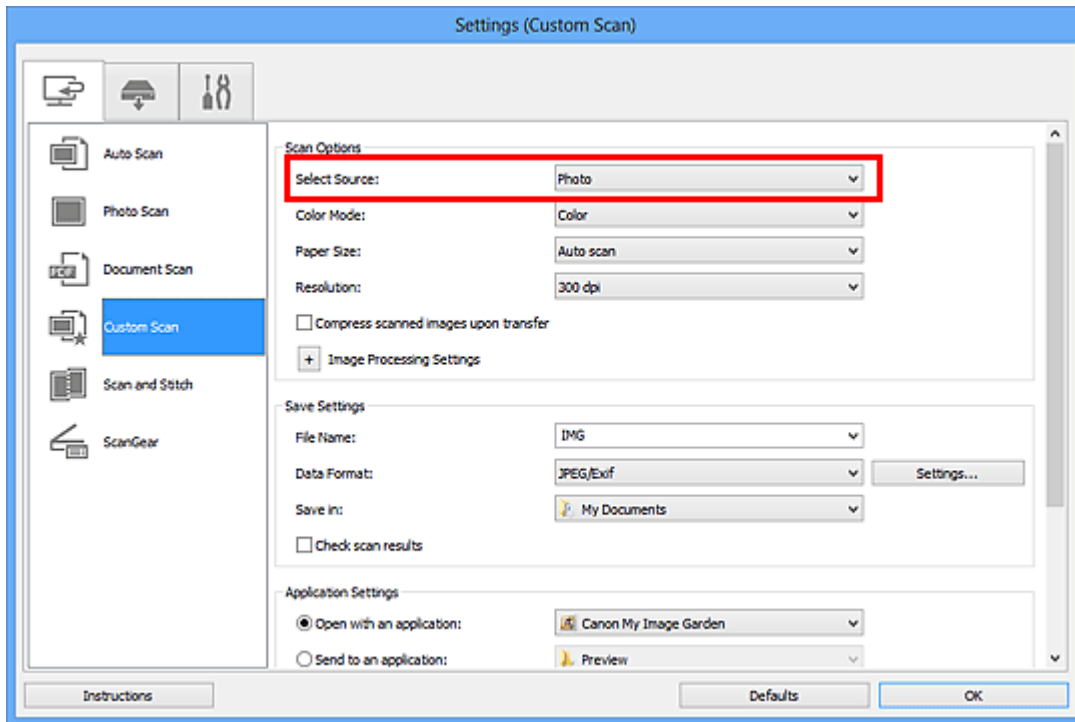 Settings (Custom Scan)
Auto Scan
Photo Scan
Document Scan
Custom Scan
Scan and Stitch
ScanGear
Scan Options
Select Source: Photo
Color Mode: Color
Paper Size: Auto scan
Resolution: 300 dpi
Compress scanned images upon transfer
+ Image Processing Settings
Save Settings
File Name: IMG
Data Format: JPEG/Exif Settings...
Save in: My Documents
Check scan results
Application Settings
Open with an application: Canon My Image Garden
Send to an application: Preview
Instructions Defaults OK